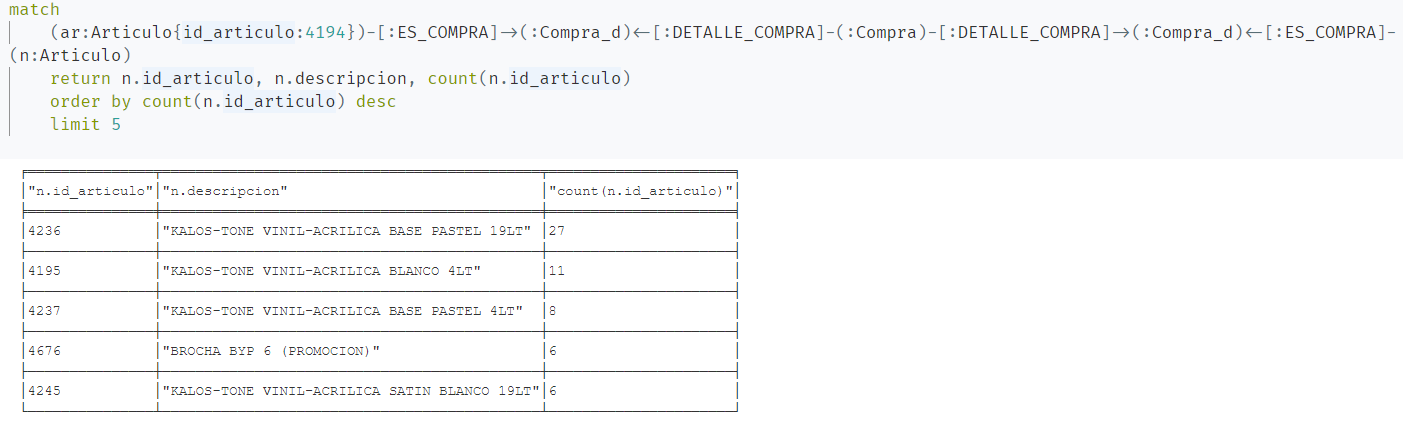 match
(ar:Articulo{id_articulo:4194})-[:ES_COMPRA]→(:Compra_d)←[:DETALLE_COMPRA]-(:Compra)-[:DETALLE_COMPRA]→(:Compra_d)←[:ES_COMPRA]-
(n:Articulo)
return n.id_articulo, n.descripcion, count(n.id_articulo)
order by count(n.id_articulo) desc
limit 5
"n.id_articulo" "n.descripcion" "count(n.id_articulo)"
4236 "KALOS-TONE VINIL-ACRILICA BASE PASTEL 19LT" 27
4195 "KALOS-TONE VINIL-ACRILICA BLANCO 4LT" 11
4237 "KALOS-TONE VINIL-ACRILICA BASE PASTEL 4LT" 8
4676 "BROCHA BYP 6 (PROMOCION)" 6
4245 "KALOS-TONE VINIL-ACRILICA SATIN BLANCO 19LT" 6